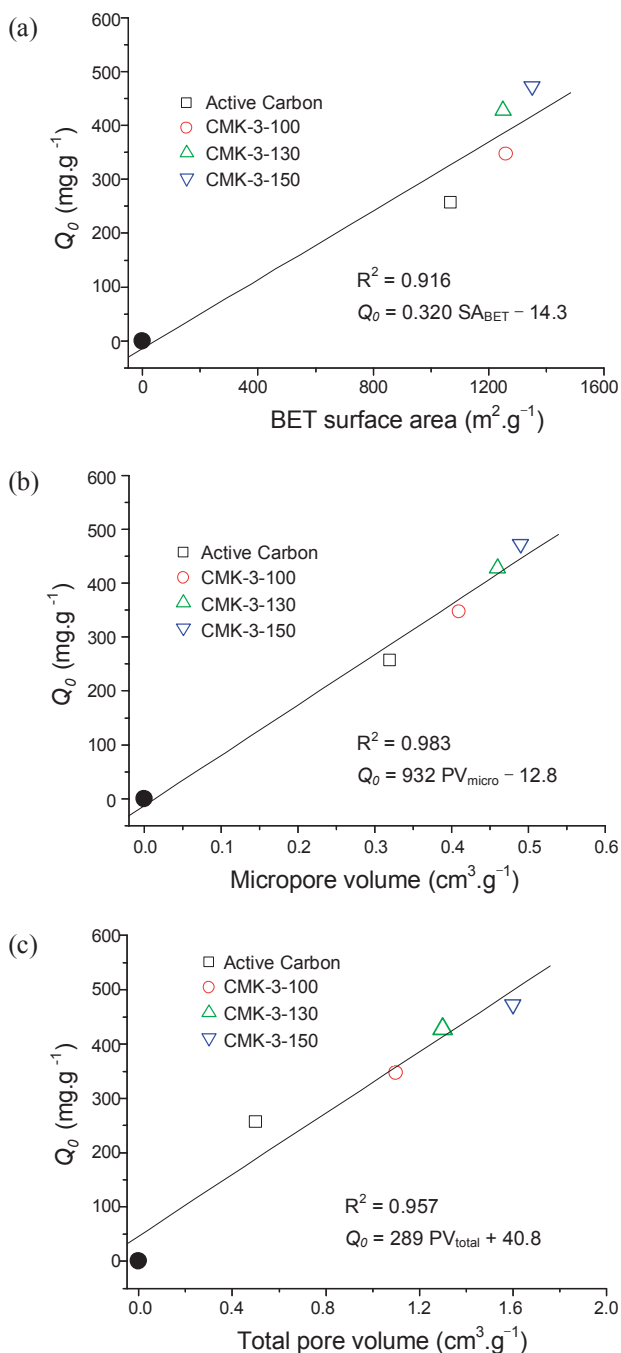 (a)
600
500
400
300
200
100
0
Q₀ (mg.g⁻¹)
Active Carbon
CMK-3-100
CMK-3-130
CMK-3-150
R² = 0.916
Q₀ = 0.320 SA_BET − 14.3
0 400 800 1200 1600
BET surface area (m².g⁻¹)
(b)
600
500
400
300
200
100
0
Q₀ (mg.g⁻¹)
Active Carbon
CMK-3-100
CMK-3-130
CMK-3-150
R² = 0.983
Q₀ = 932 PV_micro − 12.8
0.0 0.1 0.2 0.3 0.4 0.5 0.6
Micropore volume (cm³.g⁻¹)
(c)
600
500
400
300
200
100
0
Q₀ (mg.g⁻¹)
Active Carbon
CMK-3-100
CMK-3-130
CMK-3-150
R² = 0.957
Q₀ = 289 PV_total + 40.8
0.0 0.4 0.8 1.2 1.6 2.0
Total pore volume (cm³.g⁻¹)